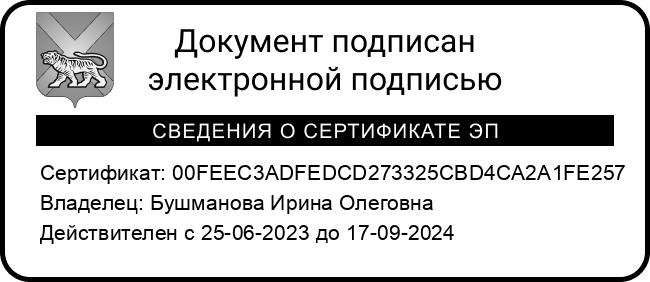 Документ подписан
электронной подписью
СВЕДЕНИЯ О СЕРТИФИКАТЕ ЭП
Сертификат: 00FEEC3ADFEDCD273325CBD4CA2A1FE257
Владелец: Бушманова Ирина Олеговна
Действителен с 25-06-2023 до 17-09-2024